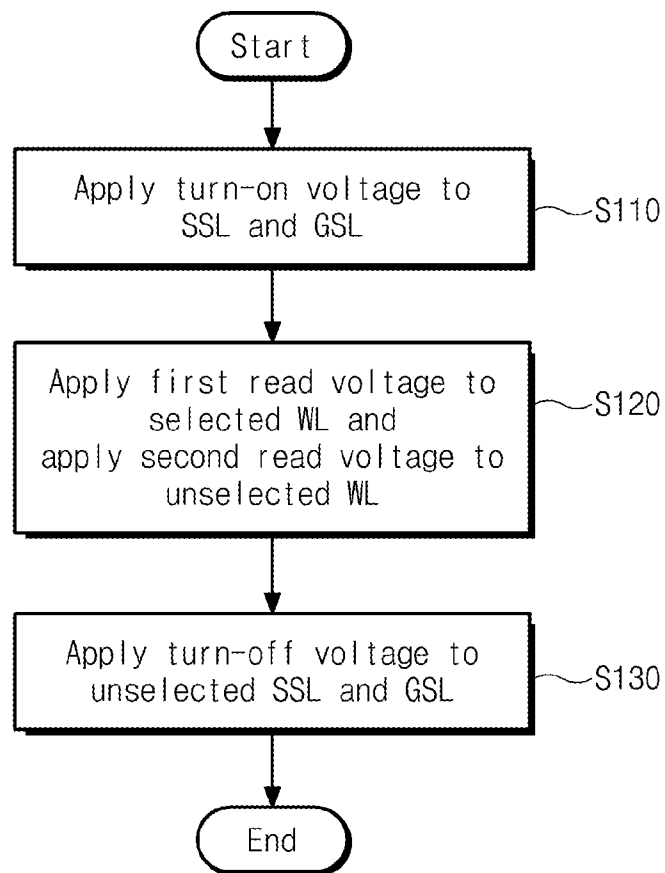 Start
Apply turn-on voltage to
SSL and GSL
S110
Apply first read voltage to
selected WL and
apply second read voltage to
unselected WL
S120
Apply turn-off voltage to
unselected SSL and GSL
S130
End